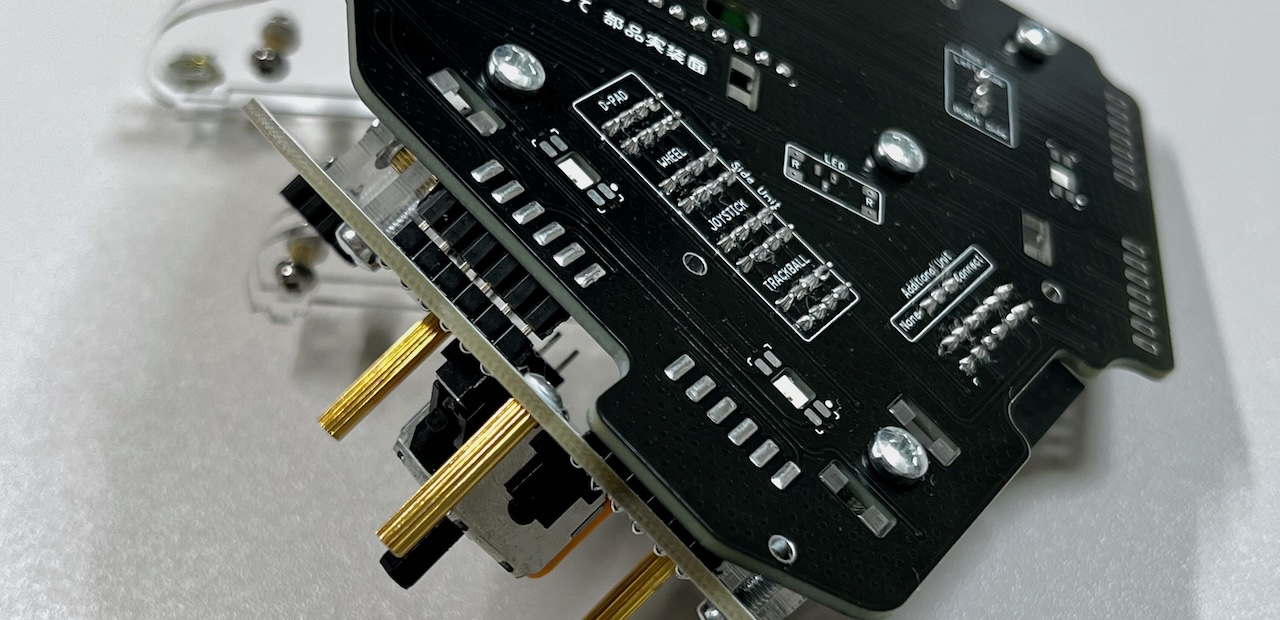 部品実装面
D-PAD
WHEEL
Side Unit
JOYSTICK
TRACKBALL
R
LED
R
Right Side
Additional Unit
None
Connect